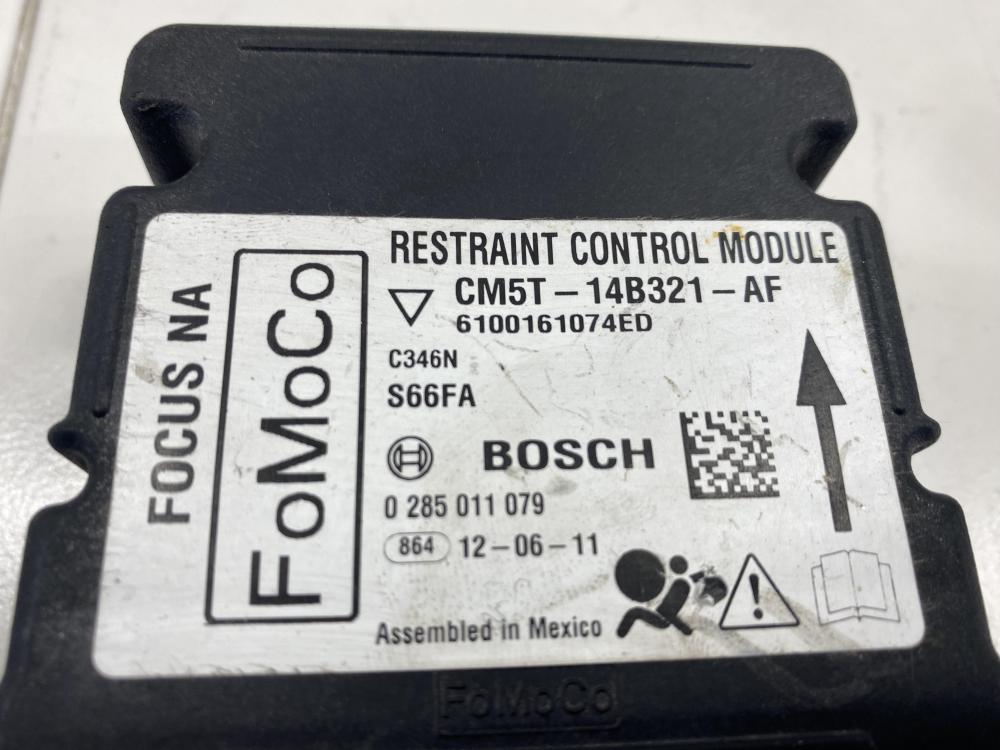 RESTRAINT CONTROL MODULE
CM5T-14B321-AF
6100161074ED
C346N
S66FA
BOSCH
0 285 011 079
864 12-06-11
Assembled in Mexico
FOCUS NA
FoMoCo
FoMoCo